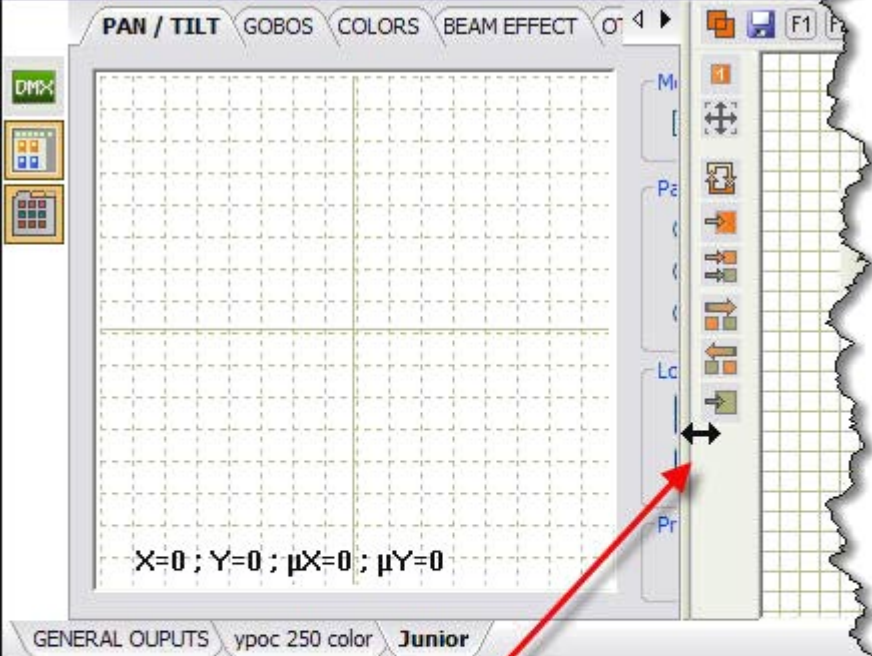 PAN / TILT GOBOS COLORS BEAM EFFECT
F1
DMX
1
X=0 ; Y=0 ; µX=0 ; µY=0
GENERAL OUPUTS ypoc 250 color Junior